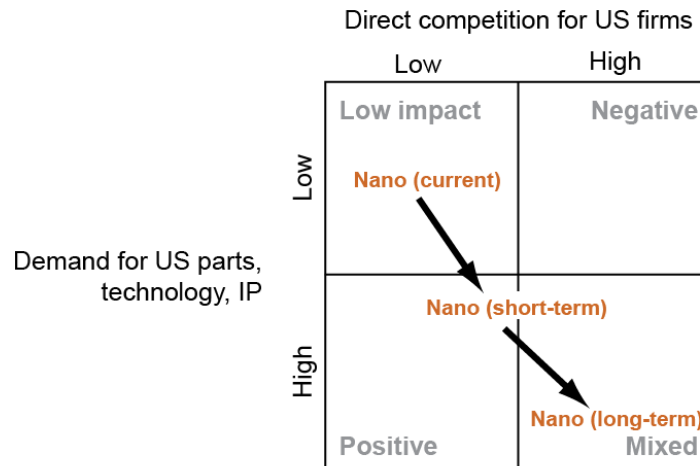 Direct competition for US firms
Low
High
Low impact
Negative
Low
Nano (current)
Demand for US parts,
technology, IP
Nano (short-term)
High
Nano (long-term)
Positive
Mixed